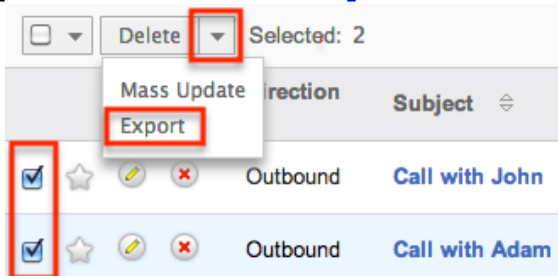 Delete Selected: 2
Mass Update
Export
irection Subject
Outbound Call with John
Outbound Call with Adam